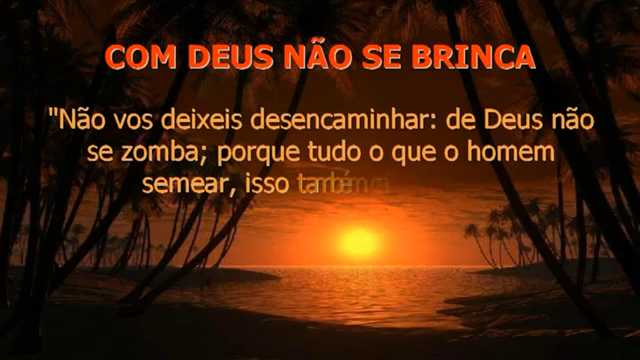 COM DEUS NÃO SE BRINCA
"Não vos deixeis desencaminhar: de Deus não
se zomba; porque tudo o que o homem
semear, isso